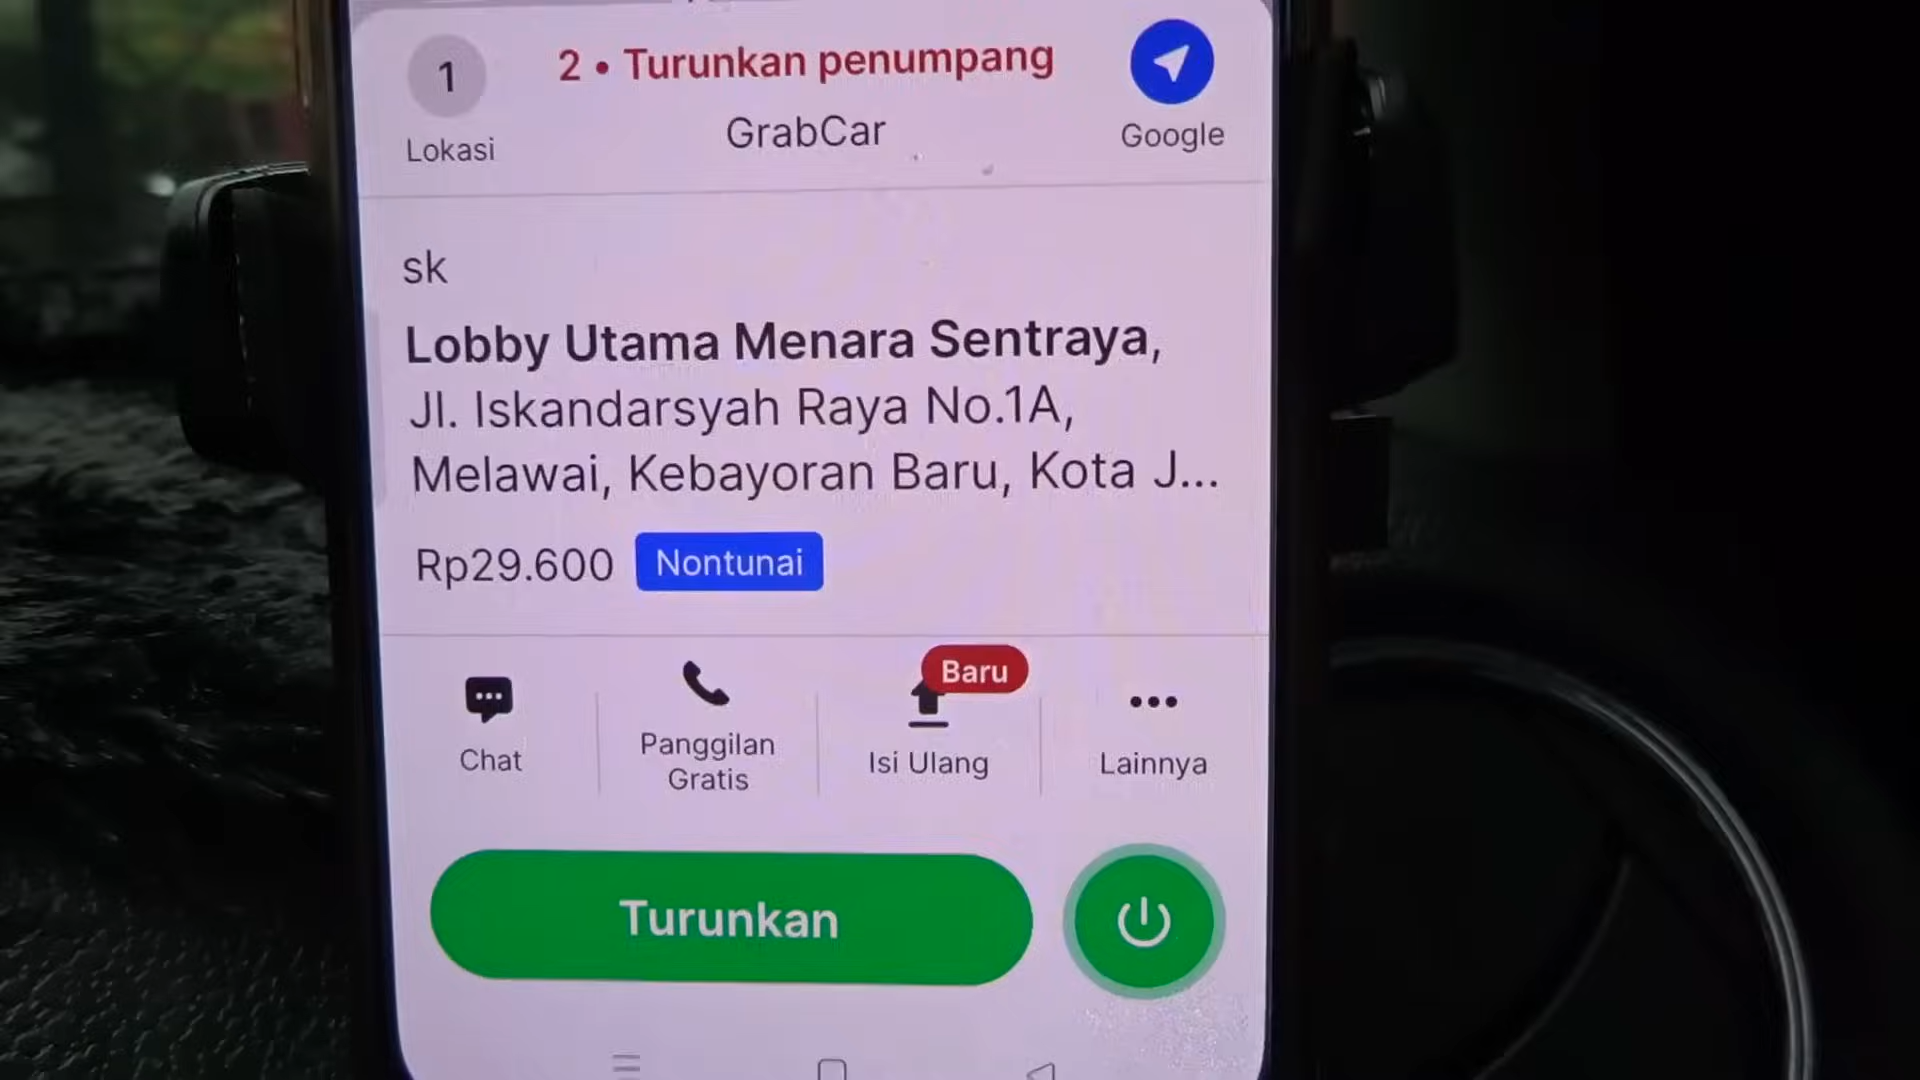 1
Lokasi
2 • Turunkan penumpang
GrabCar
Google
sk
Lobby Utama Menara Sentraya,
Jl. Iskandarsyah Raya No.1A,
Melawai, Kebayoran Baru, Kota J...
Rp29.600 Nontunai
Chat
Panggilan
Gratis
Baru
Isi Ulang
Lainnya
Turunkan